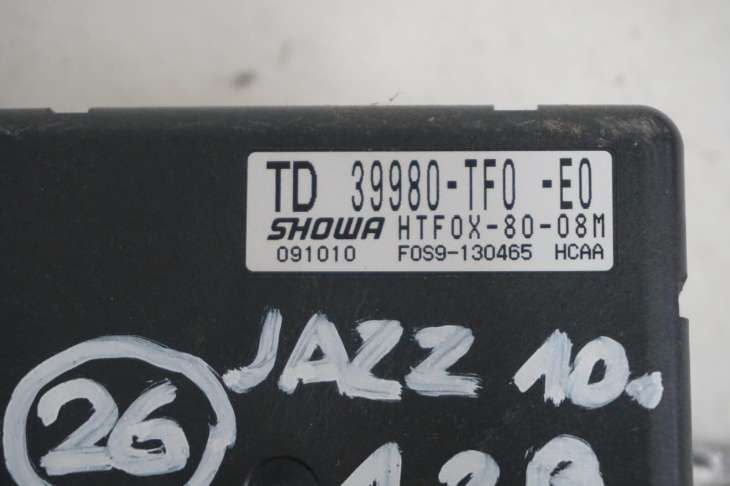 TD 39980-TF0 -E0
SHOWA HTF0X-80-08M
091010 F0S9-130465 HCAA
JAZZ 10.
26